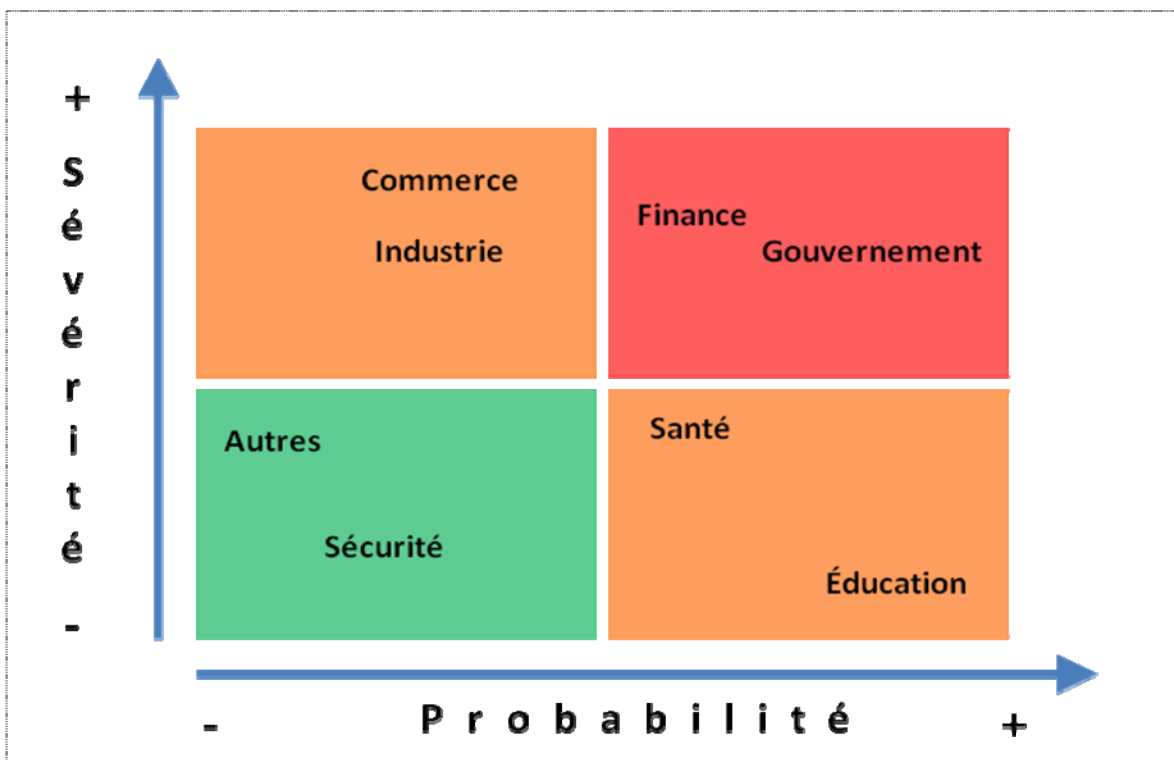 +
Sévérité
-
Commerce
Industrie
Finance
Gouvernement
Autres
Sécurité
Santé
Éducation
- Probabilité +